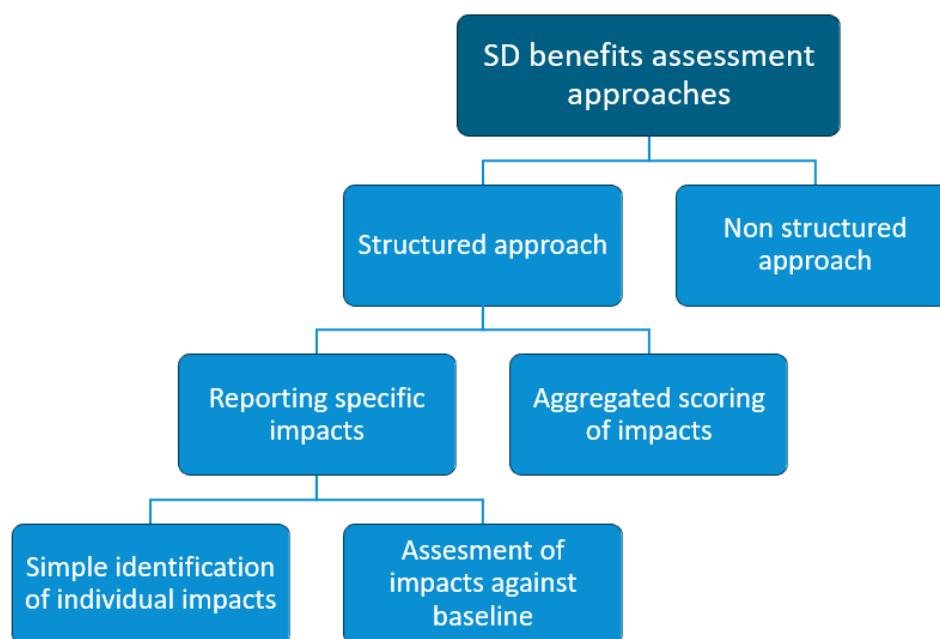 SD benefits assessment
approaches
Structured approach
Non structured
approach
Reporting specific
impacts
Aggregated scoring
of impacts
Simple identification
of individual impacts
Assesment of
impacts against
baseline